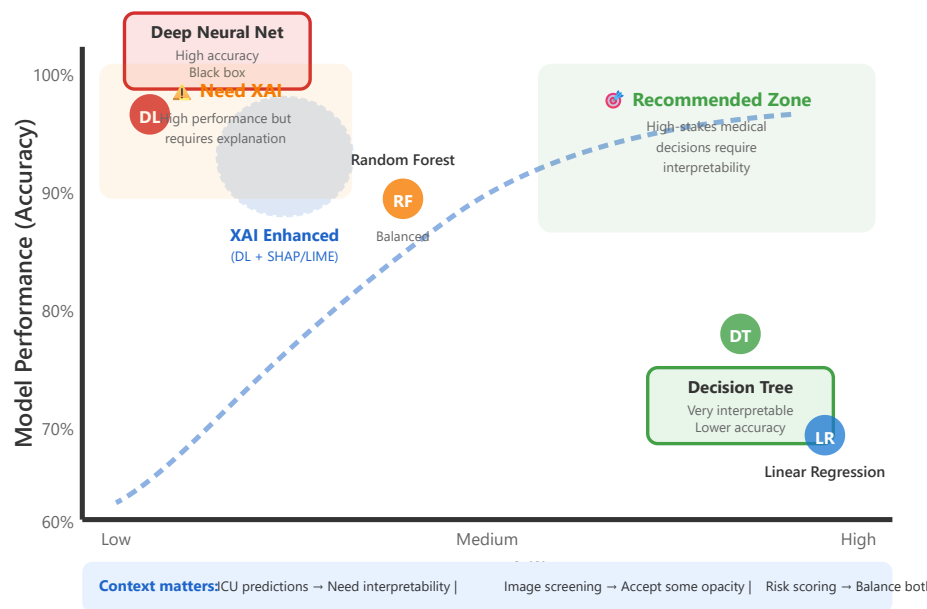 Deep Neural Net
High accuracy
Black box
⚠️ Need XAI
High performance but
requires explanation
DL
🎯 Recommended Zone
High-stakes medical
decisions require
interpretability
Random Forest
RF
Balanced
XAI Enhanced
(DL + SHAP/LIME)
DT
Decision Tree
Very interpretable
Lower accuracy
LR
Linear Regression
Model Performance (Accuracy)
100%
90%
80%
70%
60%
Low Medium High
Context matters: ICU predictions → Need interpretability | Image screening → Accept some opacity | Risk scoring → Balance